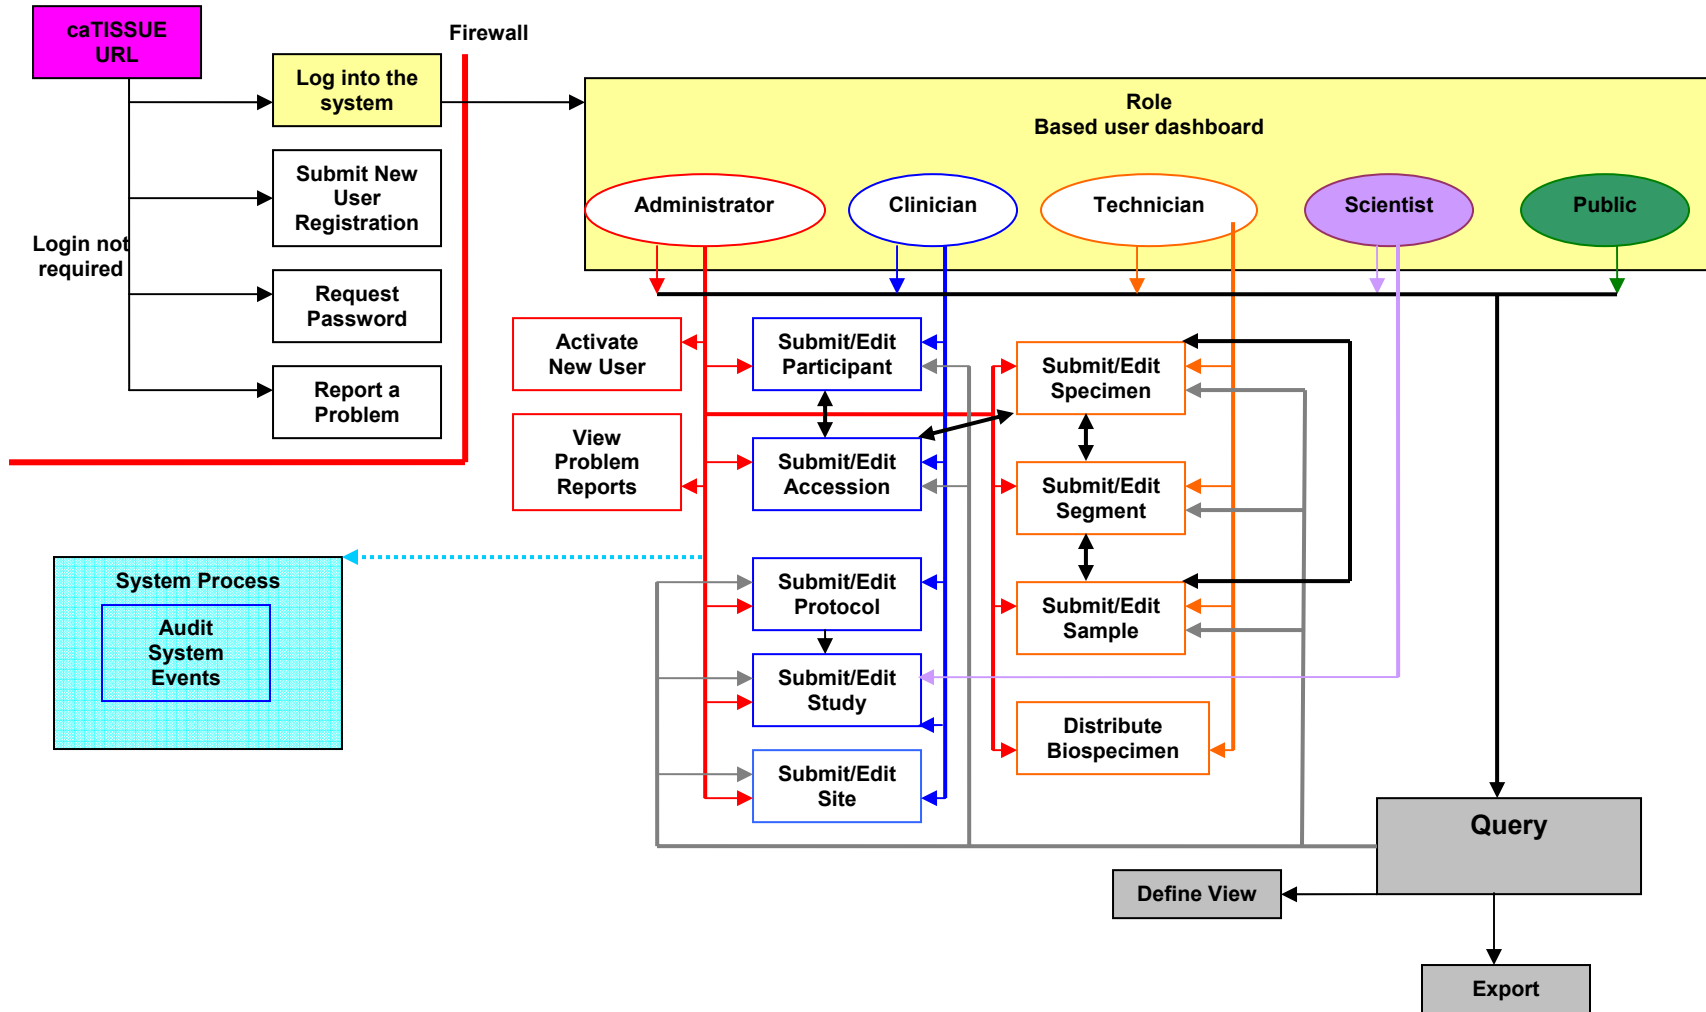 caTISSUE
URL
Firewall
Log into the
system
Role
Based user dashboard
Submit New
User
Registration
Administrator
Clinician
Technician
Scientist
Public
Login not
required
Request
Password
Report a
Problem
Activate
New User
Submit/Edit
Participant
Submit/Edit
Specimen
View
Problem
Reports
Submit/Edit
Accession
Submit/Edit
Segment
System Process
Audit
System
Events
Submit/Edit
Protocol
Submit/Edit
Sample
Submit/Edit
Study
Distribute
Biospecimen
Submit/Edit
Site
Query
Define View
Export